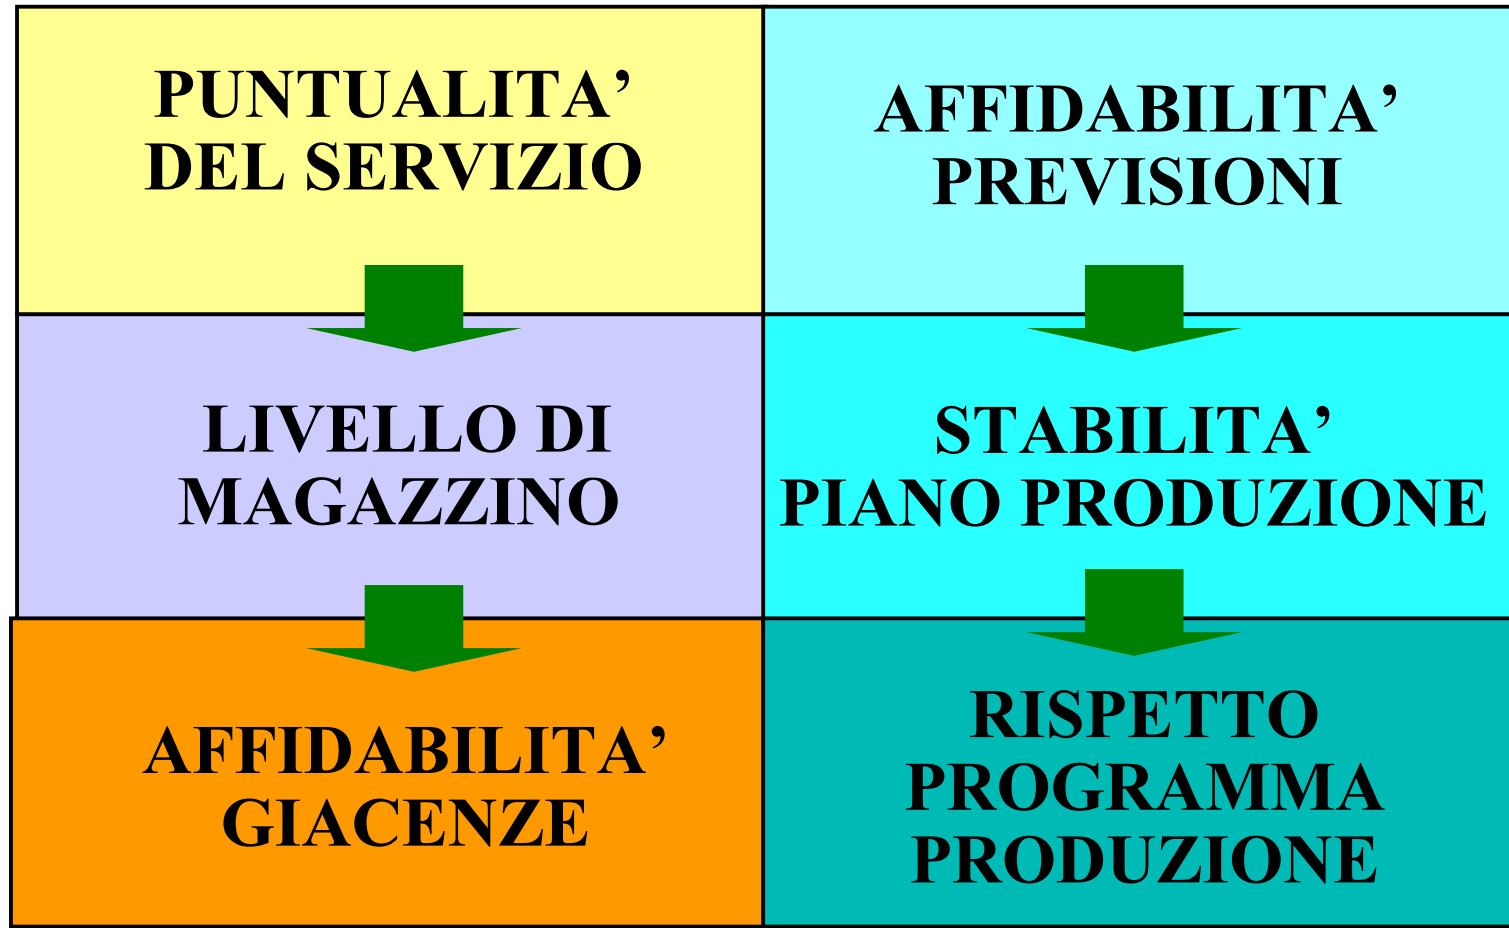 PUNTUALITA’
DEL SERVIZIO
AFFIDABILITA’
PREVISIONI
LIVELLO DI
MAGAZZINO
STABILITA’
PIANO PRODUZIONE
AFFIDABILITA’
GIACENZE
RISPETTO
PROGRAMMA
PRODUZIONE